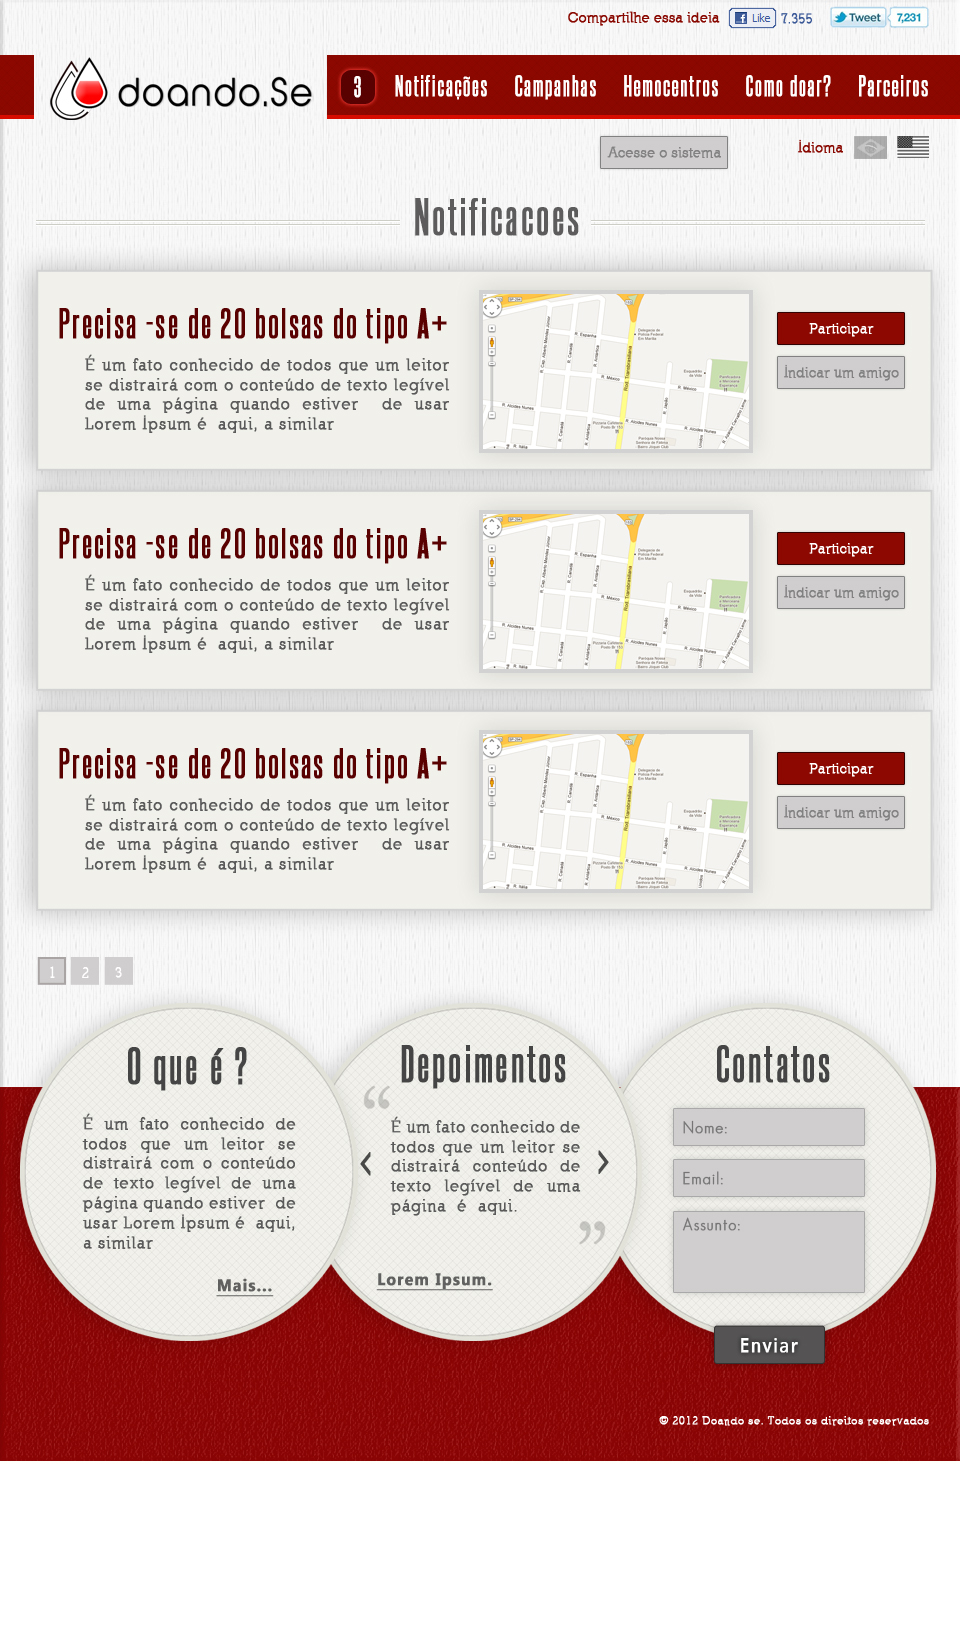 Compartilhe essa ideia Like 7.355 Tweet 7,231
doando.Se
3 Notificações Campanhas Hemocentros Como doar? Parceiros
Acesse o sistema İdioma
Notificacoes
Precisa -se de 20 bolsas do tipo A+
É um fato conhecido de todos que um leitor
se distrairá com o conteúdo de texto legível
de uma página quando estiver de usar
Lorem İpsum é aqui, a similar
Participar
İndicar um amigo
Precisa -se de 20 bolsas do tipo A+
É um fato conhecido de todos que um leitor
se distrairá com o conteúdo de texto legível
de uma página quando estiver de usar
Lorem İpsum é aqui, a similar
Participar
İndicar um amigo
Precisa -se de 20 bolsas do tipo A+
É um fato conhecido de todos que um leitor
se distrairá com o conteúdo de texto legível
de uma página quando estiver de usar
Lorem İpsum é aqui, a similar
Participar
İndicar um amigo
1 2 3
O que é ?
É um fato conhecido de
todos que um leitor se
distrairá com o conteúdo
de texto legível de uma
página quando estiver de
usar Lorem İpsum é aqui,
a similar
Mais...
Depoimentos
“
É um fato conhecido de
todos que um leitor se
distrairá conteúdo de
texto legível de uma
página é aqui.
”
Lorem Ipsum.
Contatos
Nome:
Email:
Assunto:
Enviar
© 2012 Doando se. Todos os direitos reservados